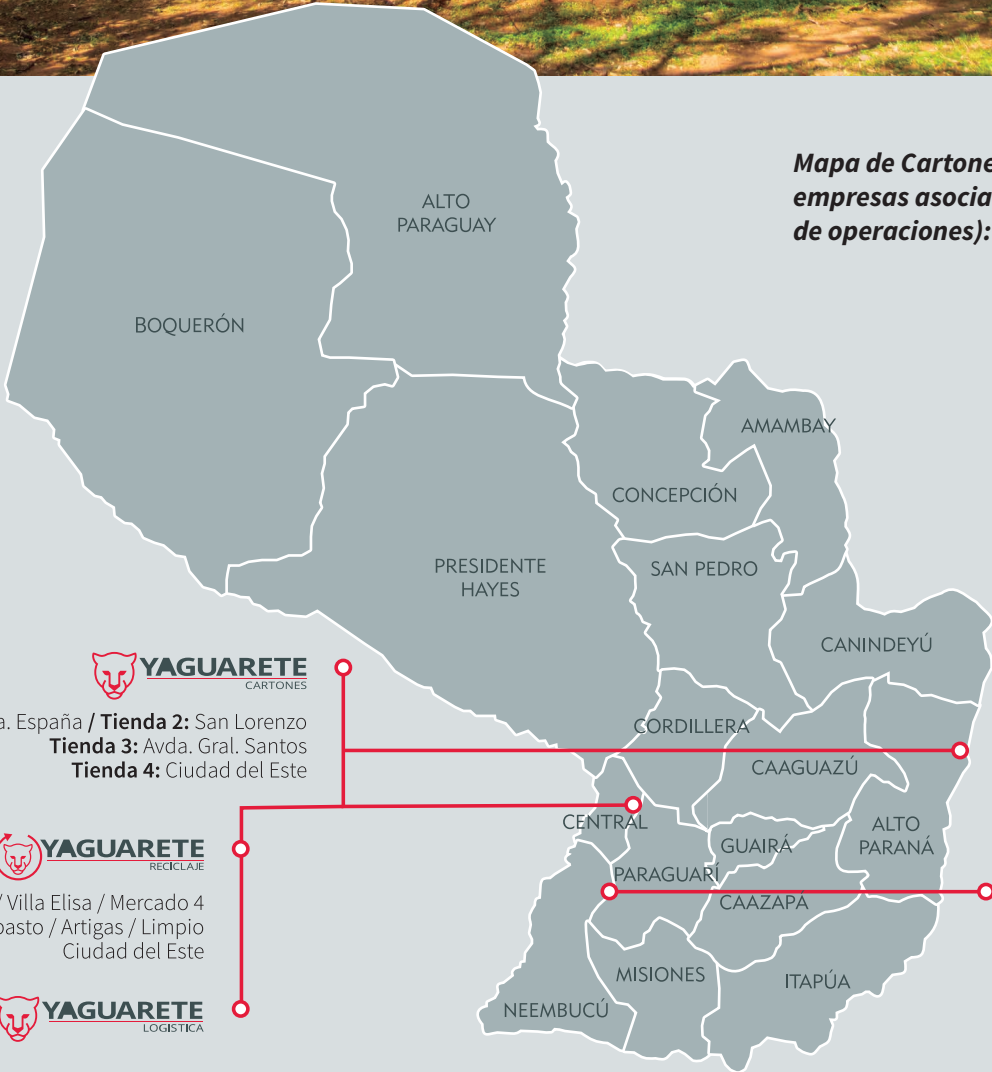 Mapa de Cartone
empresas asocia
de operaciones):
ALTO
PARAGUAY
BOQUERÓN
AMAMBAY
CONCEPCIÓN
PRESIDENTE
HAYES
SAN PEDRO
CANINDEYÚ
YAGUARETE
CARTONES
a. España / Tienda 2: San Lorenzo
Tienda 3: Avda. Gral. Santos
Tienda 4: Ciudad del Este
CORDILLERA
CAAGUAZÚ
CENTRAL
ALTO
PARANÁ
GUAIRÁ
PARAGUARÍ
CAAZAPÁ
YAGUARETE
RECICLAJE
/ Villa Elisa / Mercado 4
pasto / Artigas / Limpio
Ciudad del Este
MISIONES
ITAPÚA
NEEMBUCÚ
YAGUARETE
LOGISTICA